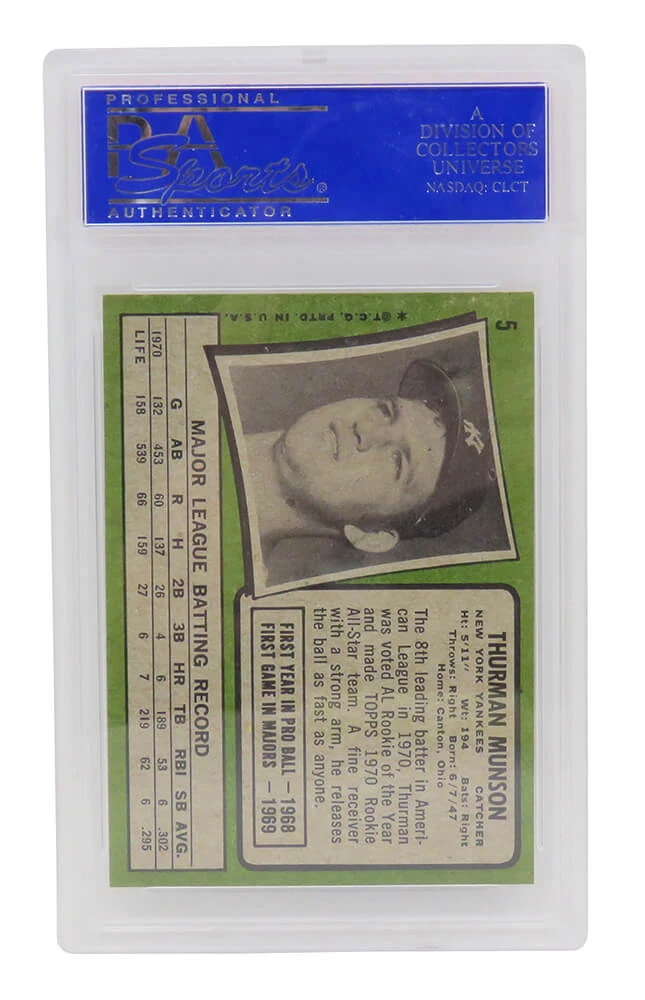 PROFESSIONAL
PSA
Sports®
AUTHENTICATOR
A
DIVISION OF
COLLECTORS
UNIVERSE
NASDAQ: CLCT
5
✶©T.C.G. PRTD. IN U.S.A.
THURMAN MUNSON
NEW YORK YANKEES CATCHER
Ht: 5/11" Wt: 194 Bats: Right
Throws: Right Born: 6/7/47
Home: Canton, Ohio
The 8th leading batter in Ameri-
can League in 1970, Thurman
was voted AL Rookie of the Year
and made TOPPS 1970 Rookie
All-Star team. A fine receiver
with a strong arm, he releases
the ball as fast as anyone.
FIRST YEAR IN PRO BALL — 1968
FIRST GAME IN MAJORS — 1969
MAJOR LEAGUE BATTING RECORD
G AB R H 2B 3B HR TB RBI SB AVG.
1970 132 453 60 137 26 4 6 189 53 6 .302
LIFE 158 539 66 159 27 6 7 219 62 6 .295